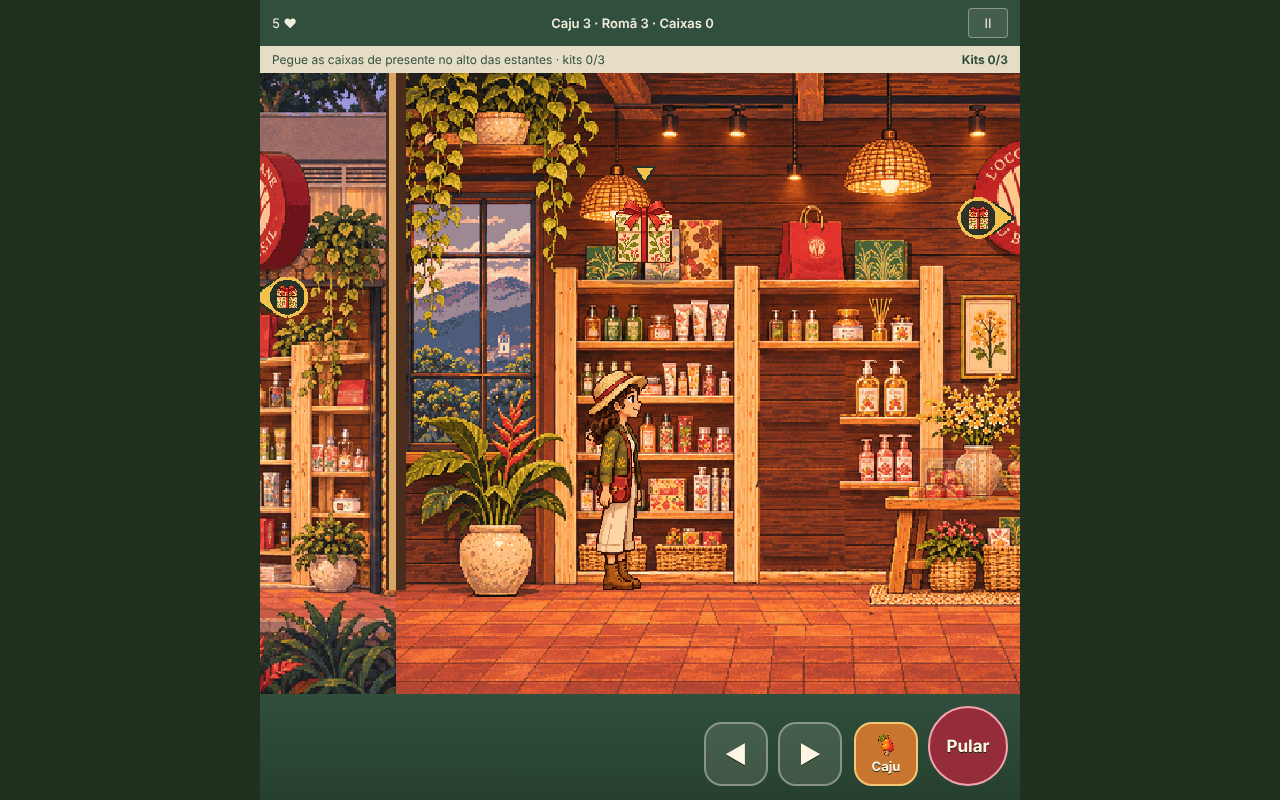 5 ♥
Caju 3 · Romã 3 · Caixas 0
II
Pegue as caixas de presente no alto das estantes · kits 0/3
Kits 0/3
Caju
Pular